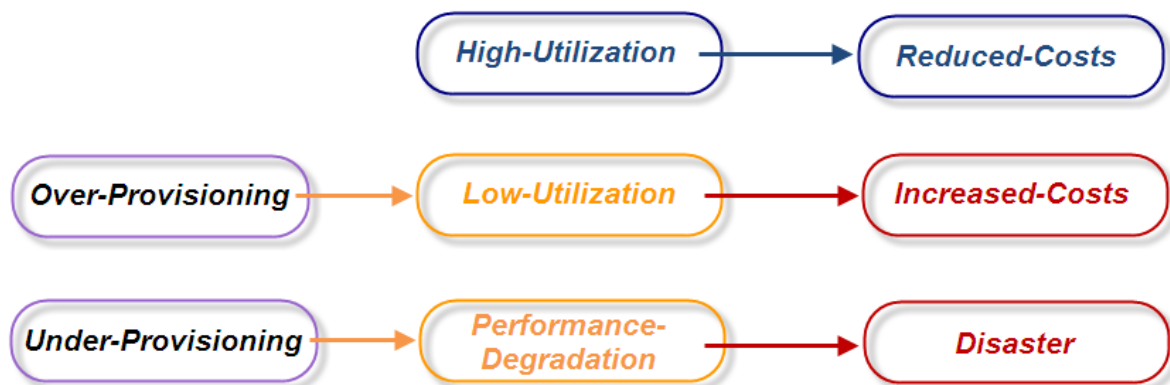 High-Utilization
Reduced-Costs
Over-Provisioning
Low-Utilization
Increased-Costs
Under-Provisioning
Performance-
Degradation
Disaster